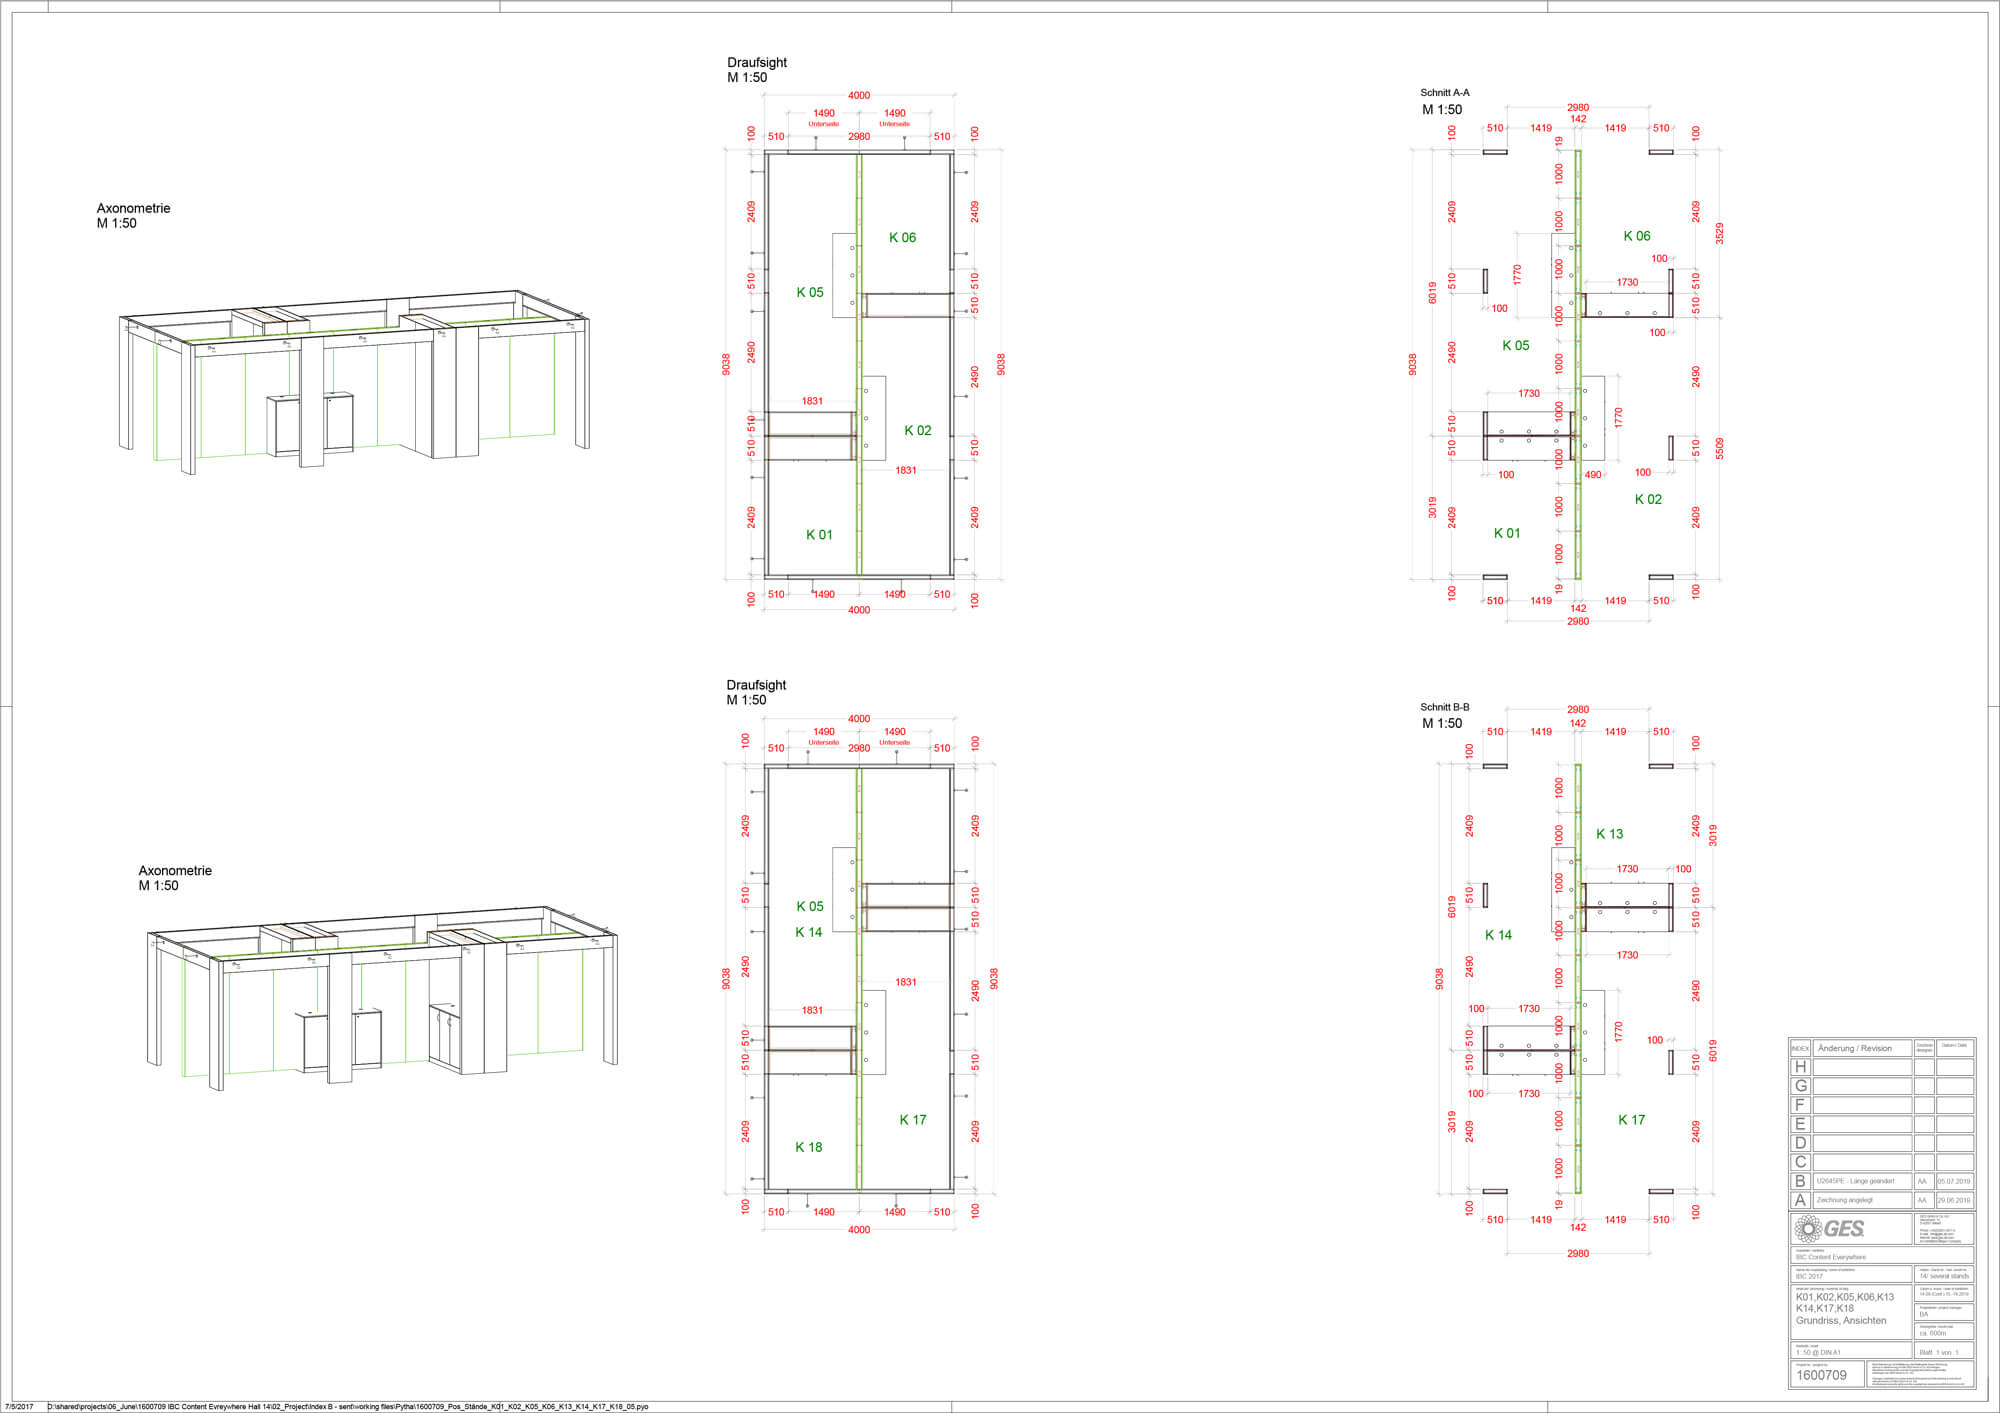 Axonometrie
M 1:50
Draufsight
M 1:50
4000
1490 1490
Unterseite Unterseite
100 510 2980 510 100
2409 2409
K 06
K 05
510 510
510
9038 2490 9038
2490
1831
510
K 02
510 510
1831
2409 2409
K 01
100 510 1490 1490 510 100
4000
Schnitt A-A
M 1:50
2980
142
100 510 1419 1419 510 100
19
1000
2409 1000 2409
K 06 3529
100
510 1770 1000 1730 510
6019
100 1000 510
100
K 05
9038 2490 1000 2490
1730
510 1000 1770
5509
510 1000 510
100 490 100
K 02
3019 2409 1000 2409
K 01
1000
100 19 100
510 1419 1419 510
142
2980
Axonometrie
M 1:50
Draufsight
M 1:50
4000
1490 1490
Unterseite Unterseite
100 510 2980 510 100
2409 2409
K 05
510 510
510
K 14
9038 2490 1831 9038
2490
1831
510
510 510
K 17
2409 2409
K 18
100 510 1490 1490 510 100
4000
Schnitt B-B
M 1:50
2980
142
510 1419 1419 510
100 100
1000
2409 1000 K 13 2409 3019
1730 100
510 1000 510
6019
1000 510
K 14
1730
9038 2490 1000 2490
100 1730
510 1000 1770 100
6019
510 1000 510
100 1730
3019 2409 1000 K 17 2409
1000
100 19 100
510 1419 1419 510
142
2980
INDEX Änderung / Revision Datum / Date
H
G
F
E
D
C
B U2645PE - Länge geändert AA 05.07.2019
A Zeichnung angelegt AA 29.06.2019
GES
IBC Content Everywhere
IBC 2017 14/ several stands
K01,K02,K05,K06,K13
K14,K17,K18
BA
Grundriss, Ansichten
ca. 600m
1: 50 @ DIN A1 Blatt 1 von 1
1600709
7/5/2017 D:\shared\projects\06_June\1600709 IBC Content Evreywhere Hall 14\02_Project\Index B - sent\working files\Pytha\1600709_Pos_Stände_K01_K02_K05_K06_K13_K14_K17_K18_05.pyo